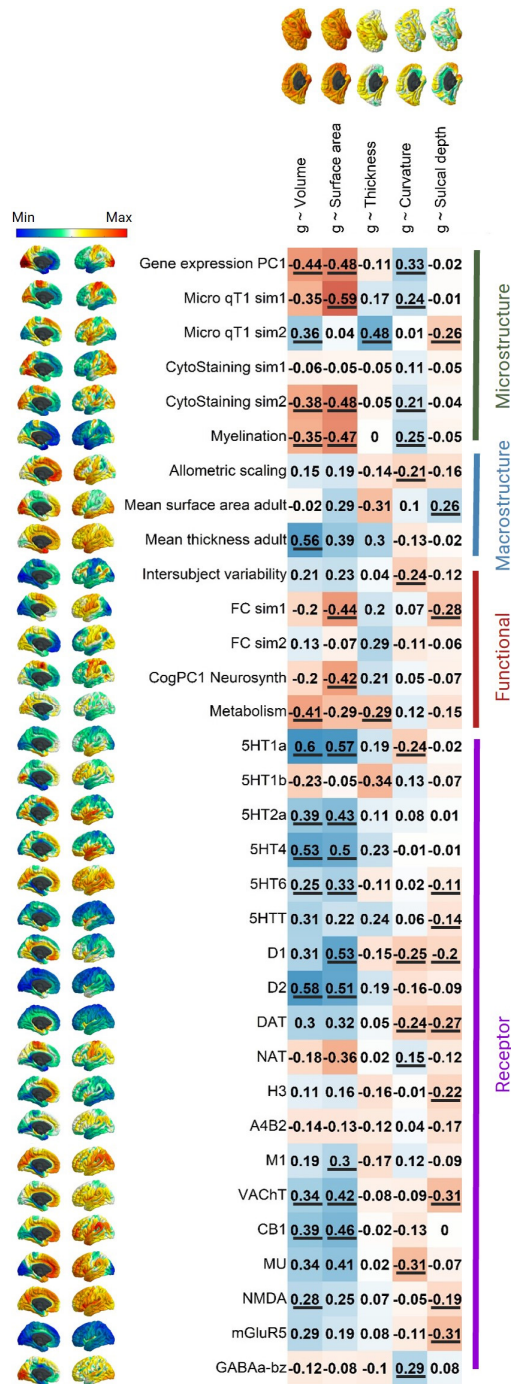 g ~ Volume
g ~ Surface area
g ~ Thickness
g ~ Curvature
g ~ Sulcal depth
Min Max
Gene expression PC1 -0.44 -0.48 -0.11 0.33 -0.02
Micro qT1 sim1 -0.35 -0.59 0.17 0.24 -0.01
Micro qT1 sim2 0.36 0.04 0.48 0.01 -0.26
CytoStaining sim1 -0.06 -0.05 -0.05 0.11 -0.05
CytoStaining sim2 -0.38 -0.48 -0.05 0.21 -0.04
Myelination -0.35 -0.47 0 0.25 -0.05
Microstructure
Allometric scaling 0.15 0.19 -0.14 -0.21 -0.16
Mean surface area adult -0.02 0.29 -0.31 0.1 0.26
Mean thickness adult 0.56 0.39 0.3 -0.13 -0.02
Macrostructure
Intersubject variability 0.21 0.23 0.04 -0.24 -0.12
FC sim1 -0.2 -0.44 0.2 0.07 -0.28
FC sim2 0.13 -0.07 0.29 -0.11 -0.06
CogPC1 Neurosynth -0.2 -0.42 0.21 0.05 -0.07
Metabolism -0.41 -0.29 -0.29 0.12 -0.15
Functional
5HT1a 0.6 0.57 0.19 -0.24 -0.02
5HT1b -0.23 -0.05 -0.34 0.13 -0.07
5HT2a 0.39 0.43 0.11 0.08 0.01
5HT4 0.53 0.5 0.23 -0.01 -0.01
5HT6 0.25 0.33 -0.11 0.02 -0.11
5HTT 0.31 0.22 0.24 0.06 -0.14
D1 0.31 0.53 -0.15 -0.25 -0.2
D2 0.58 0.51 0.19 -0.16 -0.09
DAT 0.3 0.32 0.05 -0.24 -0.27
NAT -0.18 -0.36 0.02 0.15 -0.12
H3 0.11 0.16 -0.16 -0.01 -0.22
A4B2 -0.14 -0.13 -0.12 0.04 -0.17
M1 0.19 0.3 -0.17 0.12 -0.09
VAChT 0.34 0.42 -0.08 -0.09 -0.31
CB1 0.39 0.46 -0.02 -0.13 0
MU 0.34 0.41 0.02 -0.31 -0.07
NMDA 0.28 0.25 0.07 -0.05 -0.19
mGluR5 0.29 0.19 0.08 -0.11 -0.31
GABAa-bz -0.12 -0.08 -0.1 0.29 0.08
Receptor